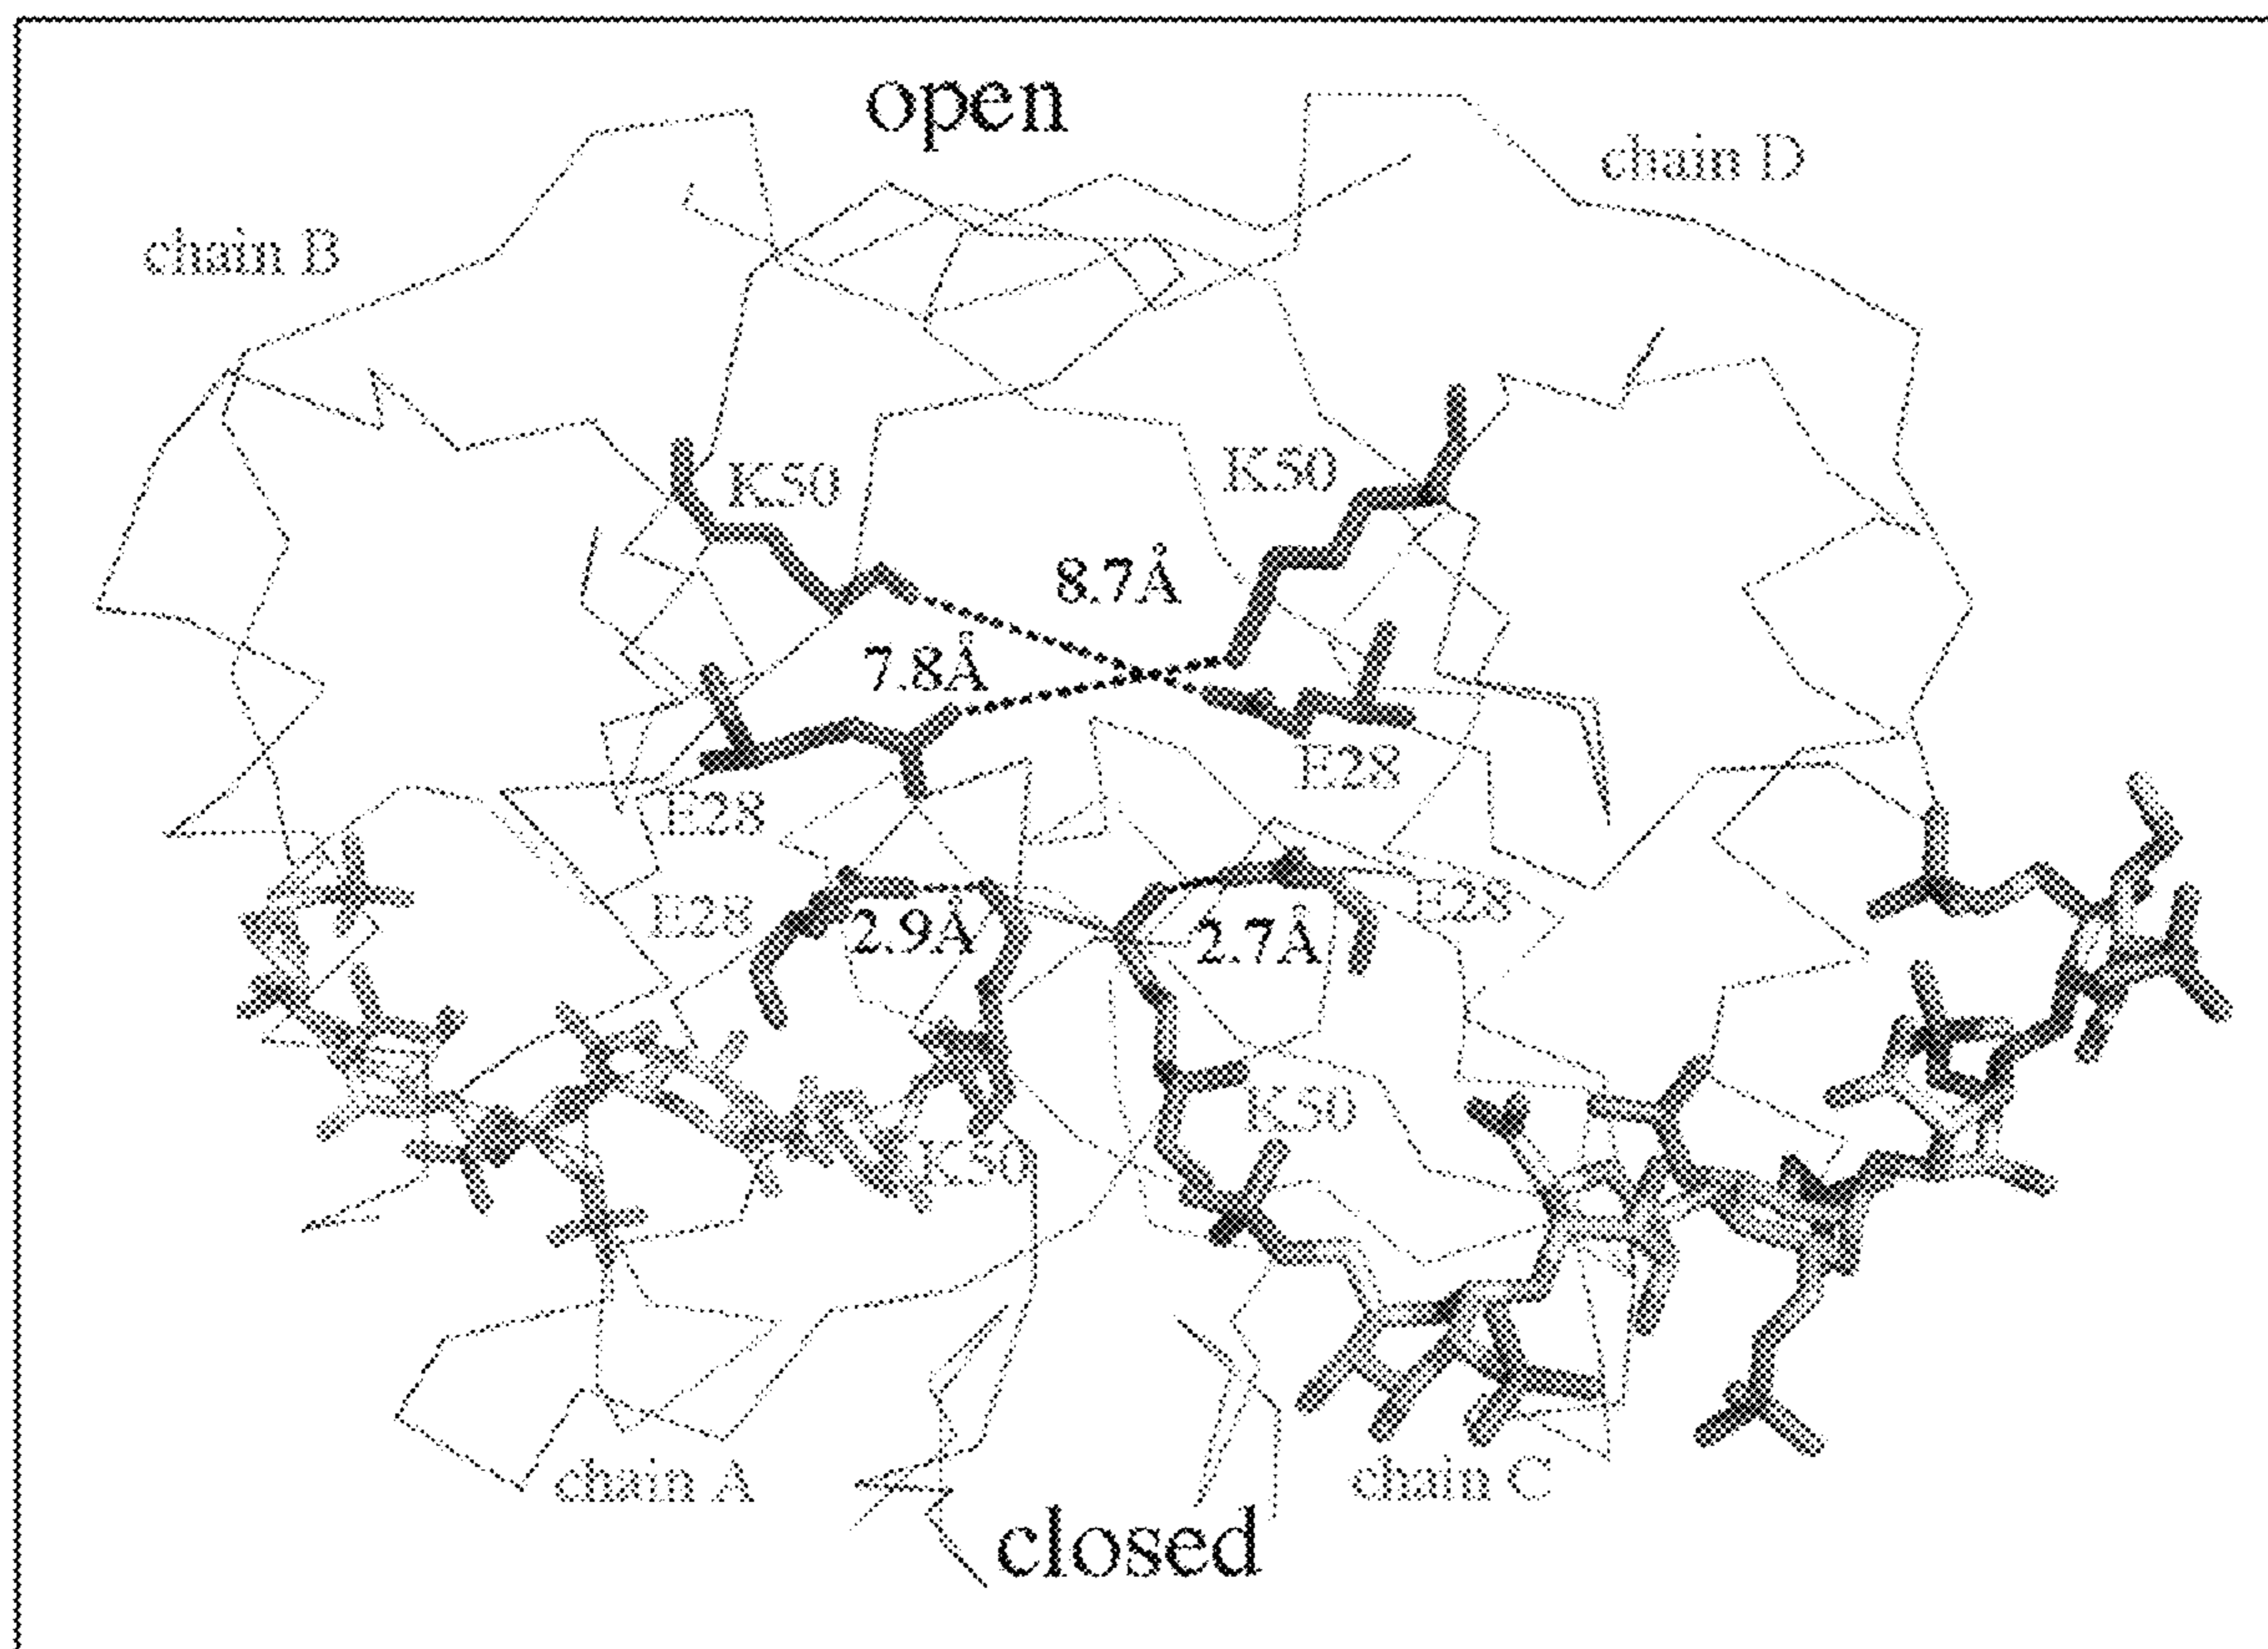 open
chain D
chain B
K50
K50
8.7Å
7.8Å
E28
E28
E28
E28
2.9Å
2.7Å
K50
K50
chain A
chain C
closed